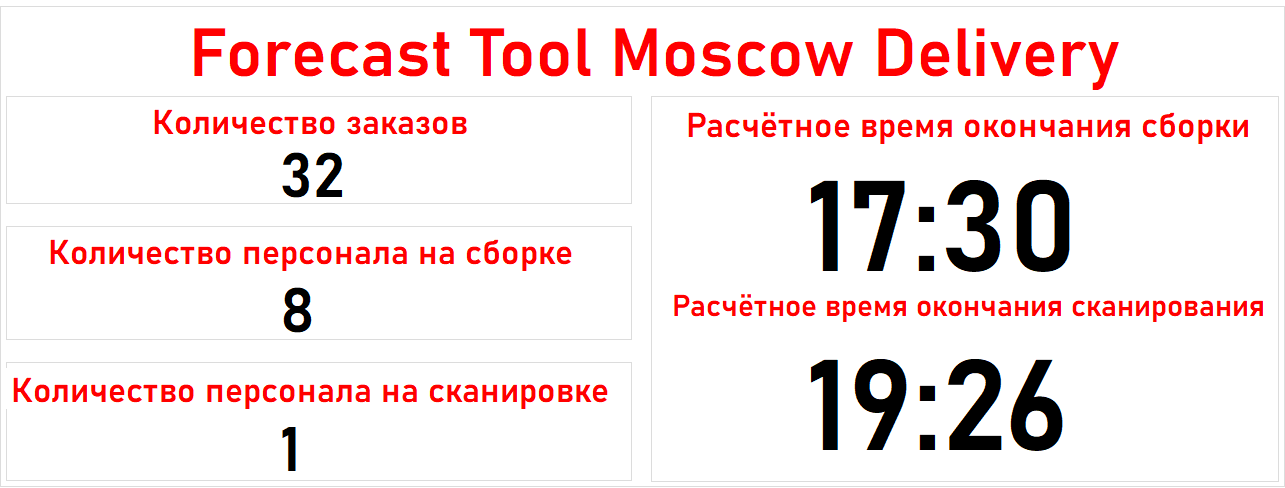 Forecast Tool Moscow Delivery
Количество заказов
32
Количество персонала на сборке
8
Количество персонала на сканировке
1
Расчётное время окончания сборки
17:30
Расчётное время окончания сканирования
19:26